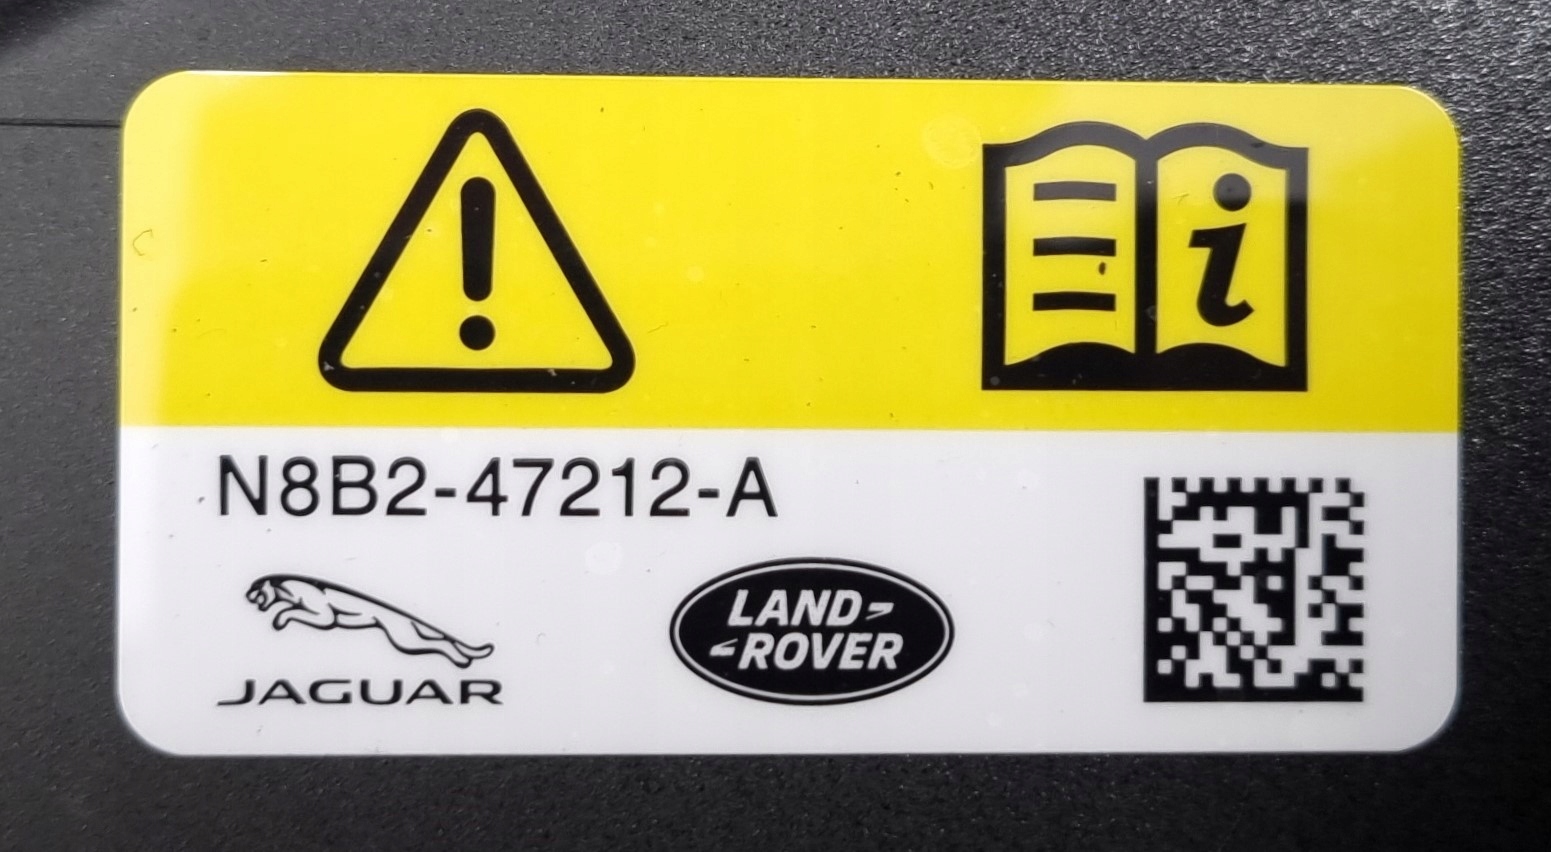 N8B2-47212-A
JAGUAR
LAND
ROVER